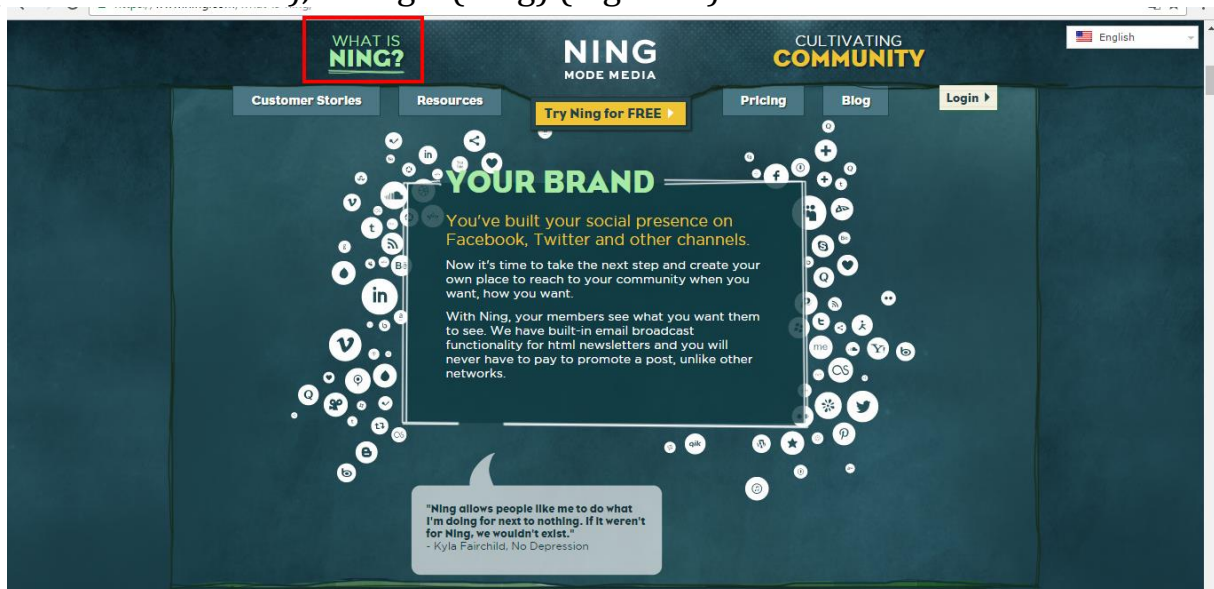 WHAT IS
NING?
NING
MODE MEDIA
CULTIVATING
COMMUNITY
English
Customer Stories
Resources
Try Ning for FREE
Pricing
Blog
Login
YOUR BRAND
You've built your social presence on
Facebook, Twitter and other channels.
Now it's time to take the next step and create your
own place to reach to your community when you
want, how you want.
With Ning, your members see what you want them
to see. We have built-in email broadcast
functionality for html newsletters and you will
never have to pay to promote a post, unlike other
networks.
"Ning allows people like me to do what
I'm doing for next to nothing. If it weren't
for Ning, we wouldn't exist."
- Kyla Fairchild, No Depression